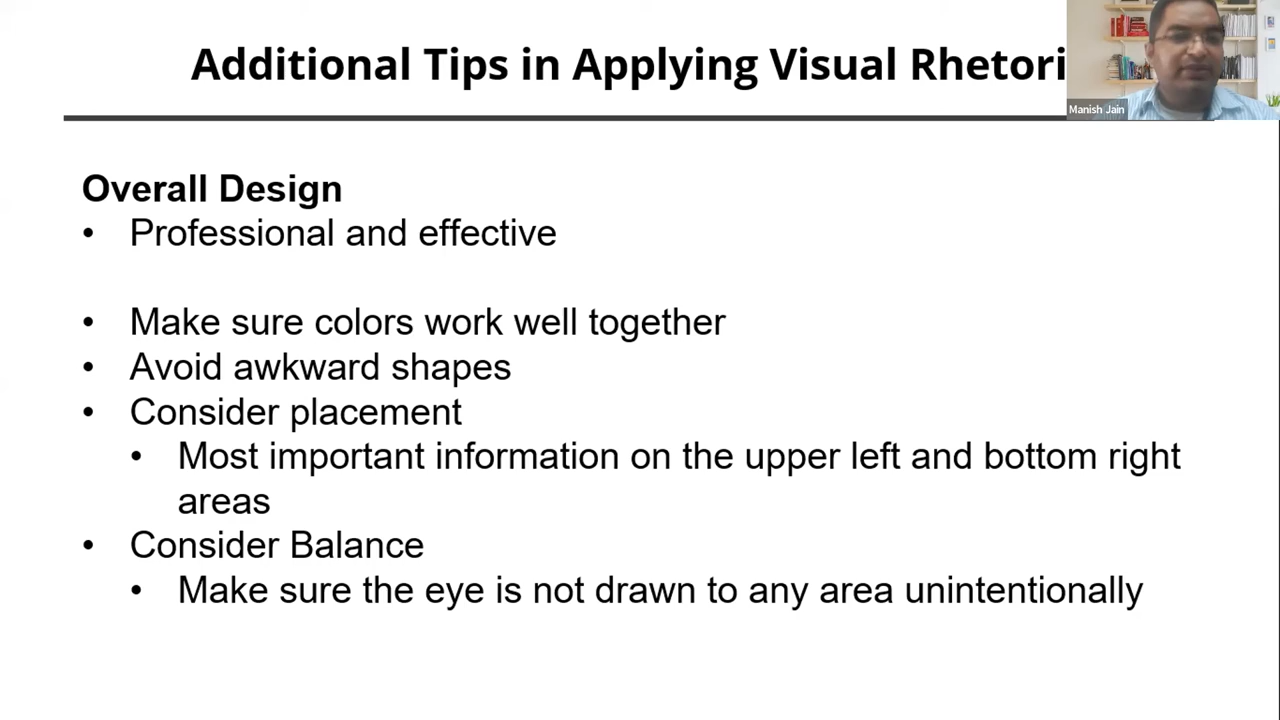 Additional Tips in Applying Visual Rhetori
Manish Jain
Overall Design
• Professional and effective
• Make sure colors work well together
• Avoid awkward shapes
• Consider placement
• Most important information on the upper left and bottom right
areas
• Consider Balance
• Make sure the eye is not drawn to any area unintentionally